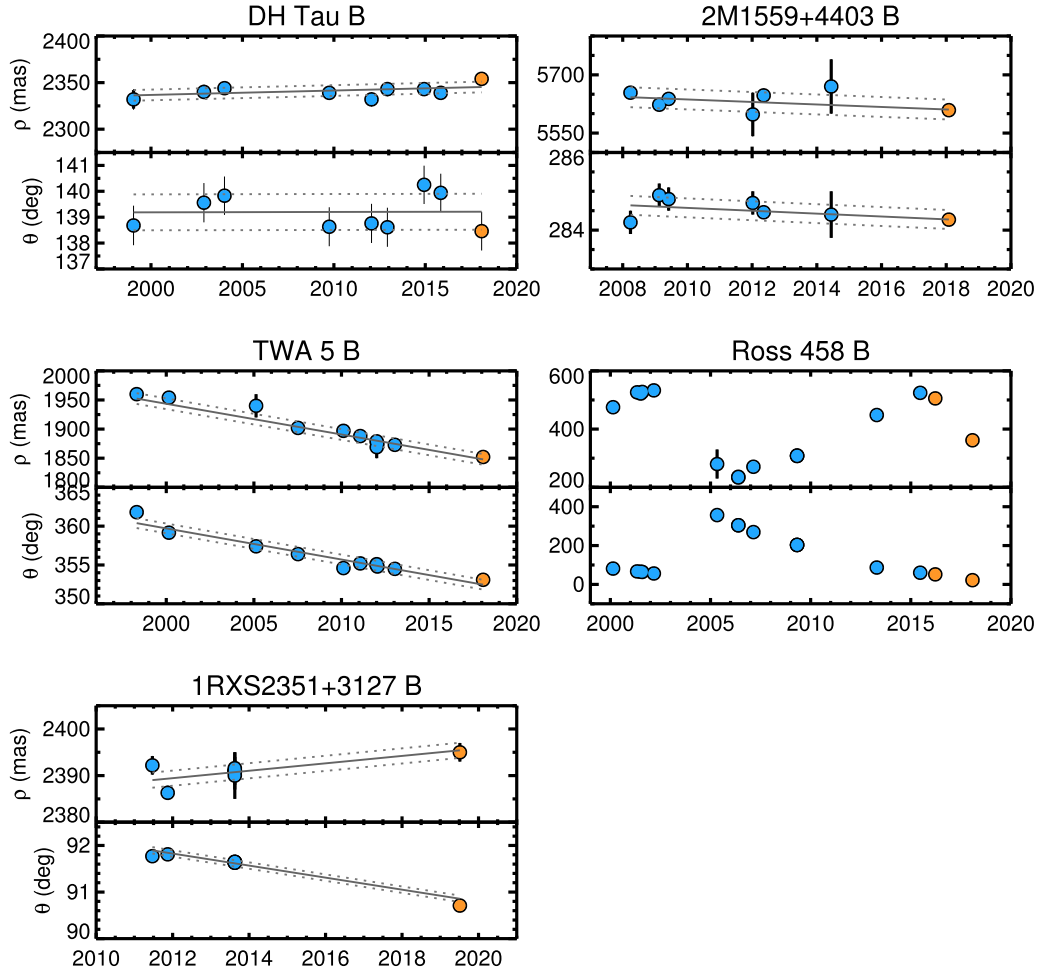 DH Tau B
2400
2350
2300
ρ (mas)
141
140
139
138
137
θ (deg)
2000 2005 2010 2015 2020
2M1559+4403 B
5700
5550
286
284
2008 2010 2012 2014 2016 2018 2020
TWA 5 B
2000
1950
1900
1850
1800
ρ (mas)
365
360
355
350
θ (deg)
2000 2005 2010 2015 2020
Ross 458 B
600
400
200
400
200
0
2000 2005 2010 2015 2020
1RXS2351+3127 B
2400
2390
2380
ρ (mas)
92
91
90
θ (deg)
2010 2012 2014 2016 2018 2020